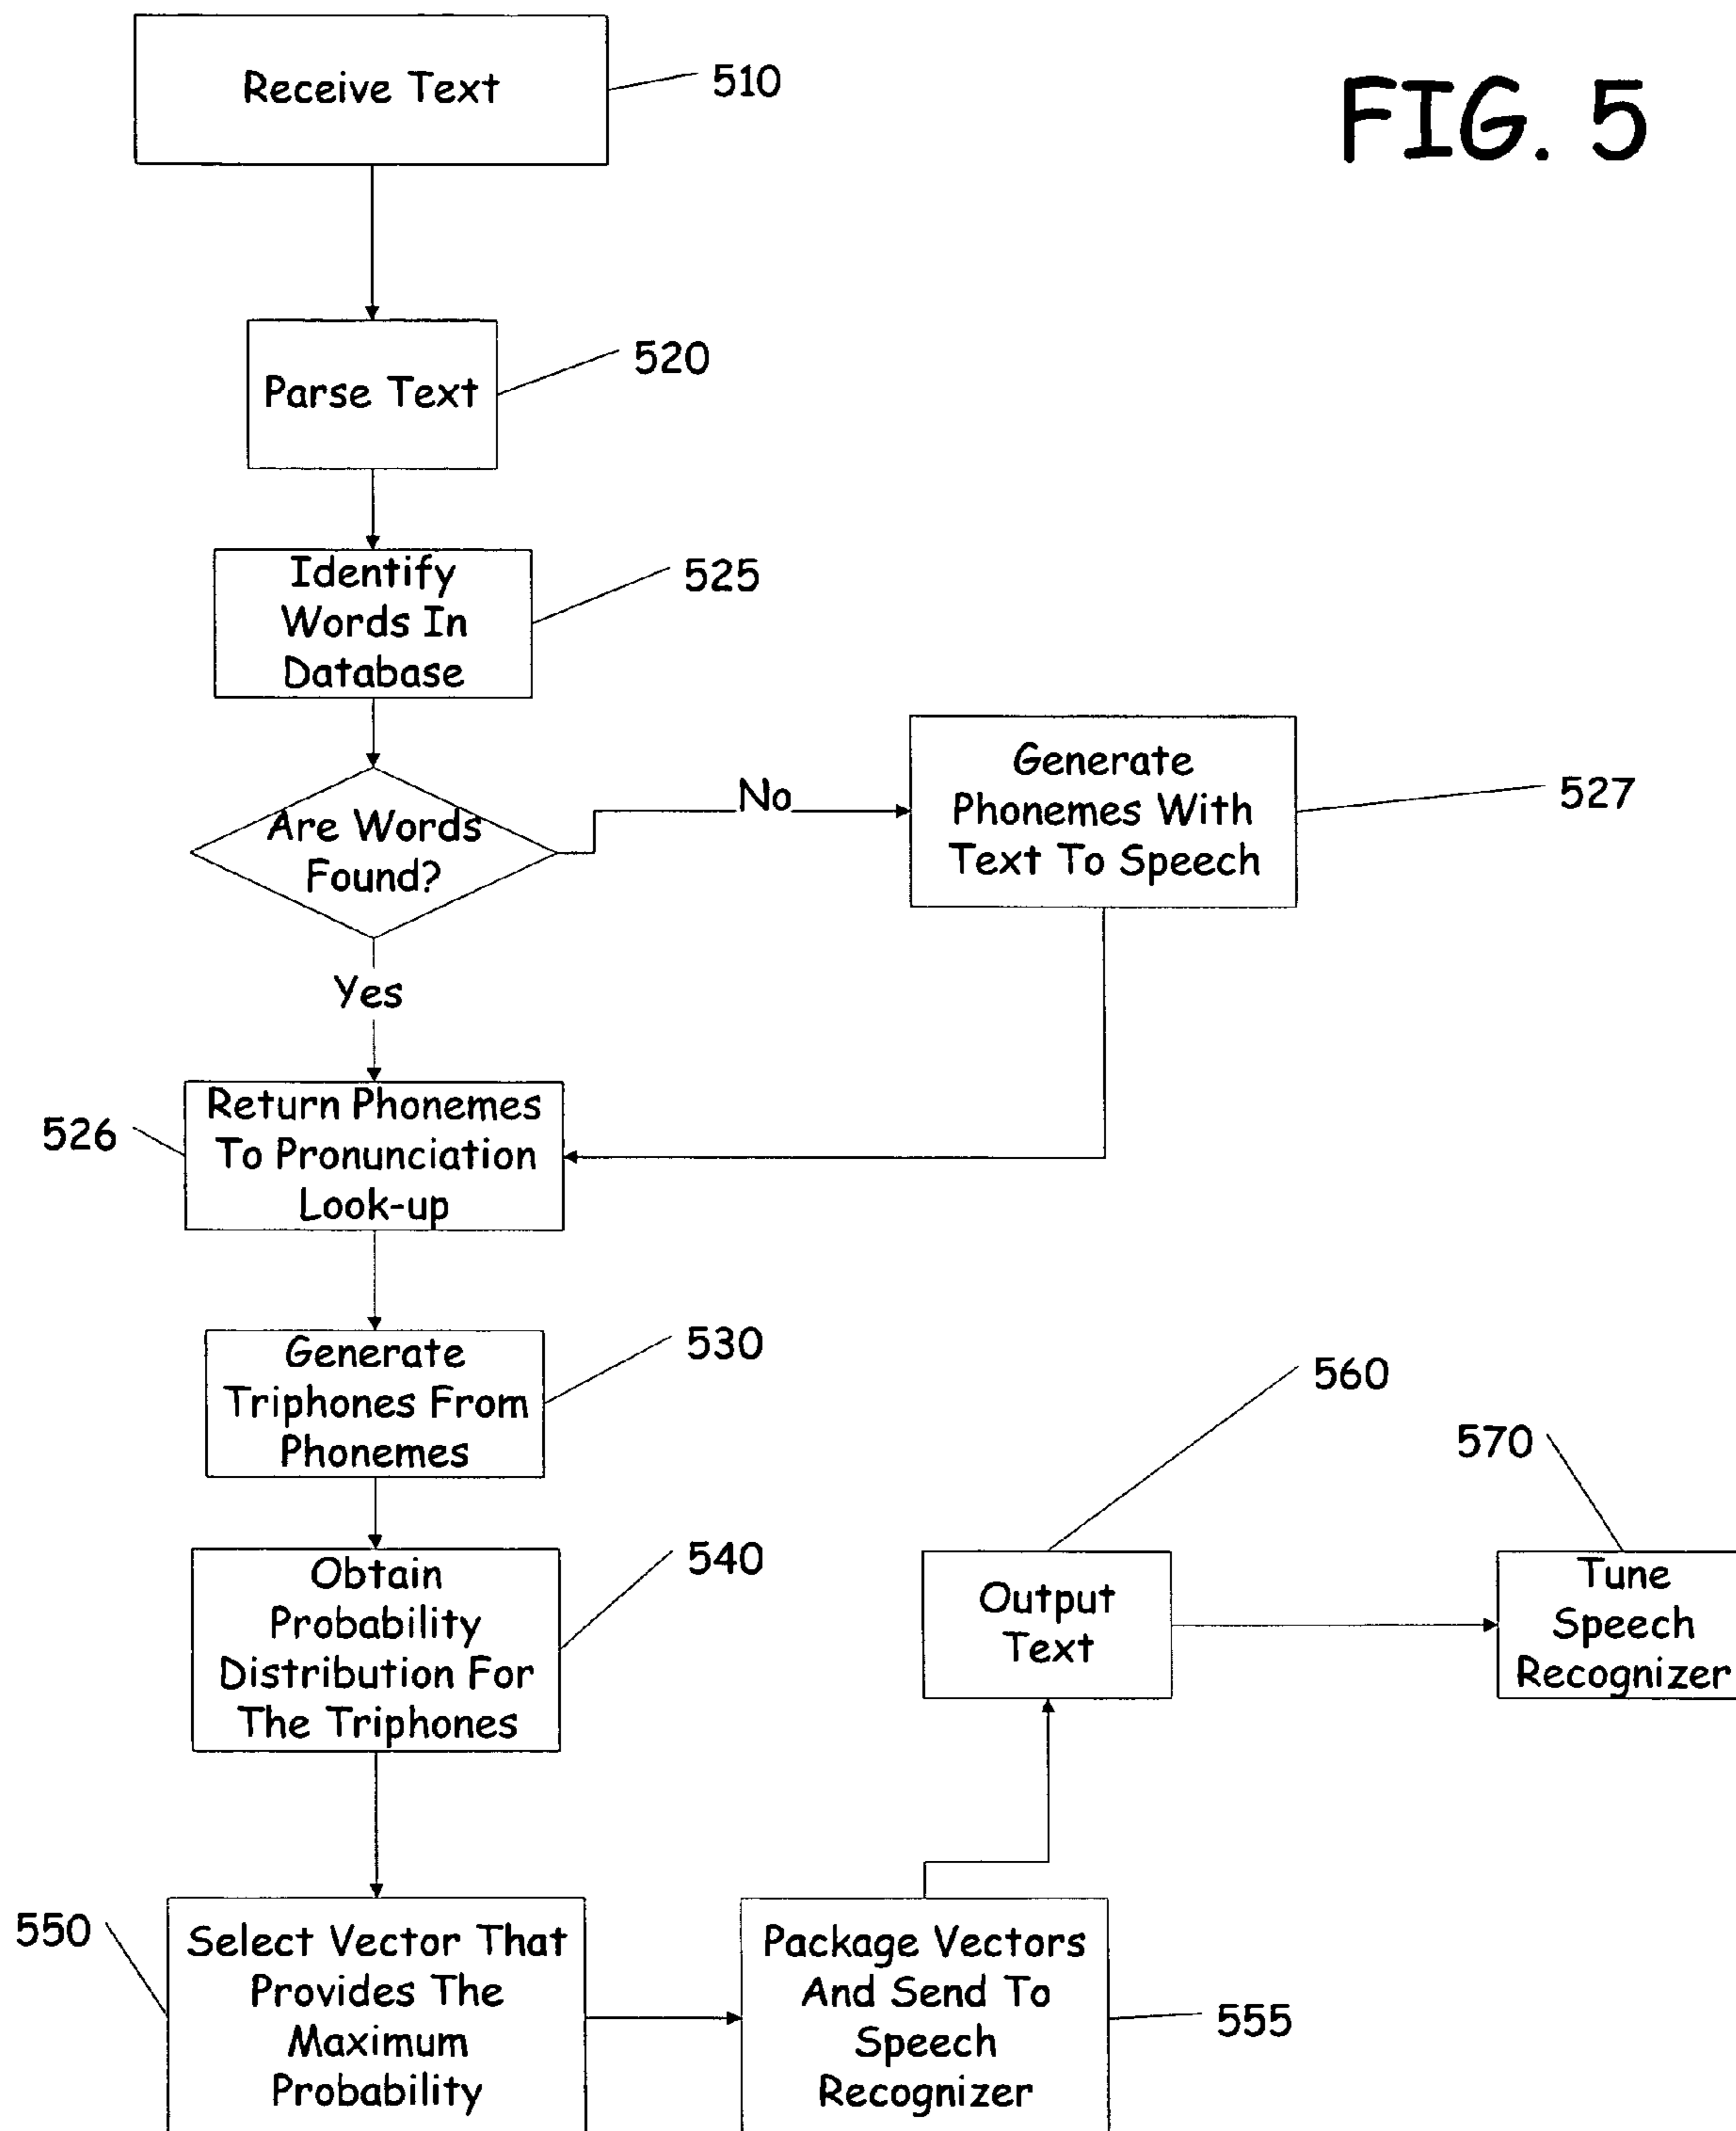 FIG. 5
Receive Text
510
Parse Text
520
Identify
Words In
Database
525
Are Words
Found?
No
Generate
Phonemes With
Text To Speech
527
Yes
526
Return Phonemes
To Pronunciation
Look-up
Generate
Triphones From
Phonemes
530
Obtain
Probability
Distribution For
The Triphones
540
550
Select Vector That
Provides The
Maximum
Probability
Package Vectors
And Send To
Speech
Recognizer
555
Output
Text
560
Tune
Speech
Recognizer
570